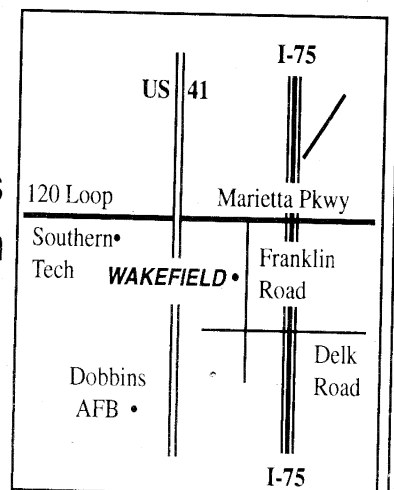 I-75
US 41
120 Loop
Marietta Pkwy
Southern
Tech
WAKEFIELD
Franklin
Road
Delk
Road
Dobbins
AFB
I-75